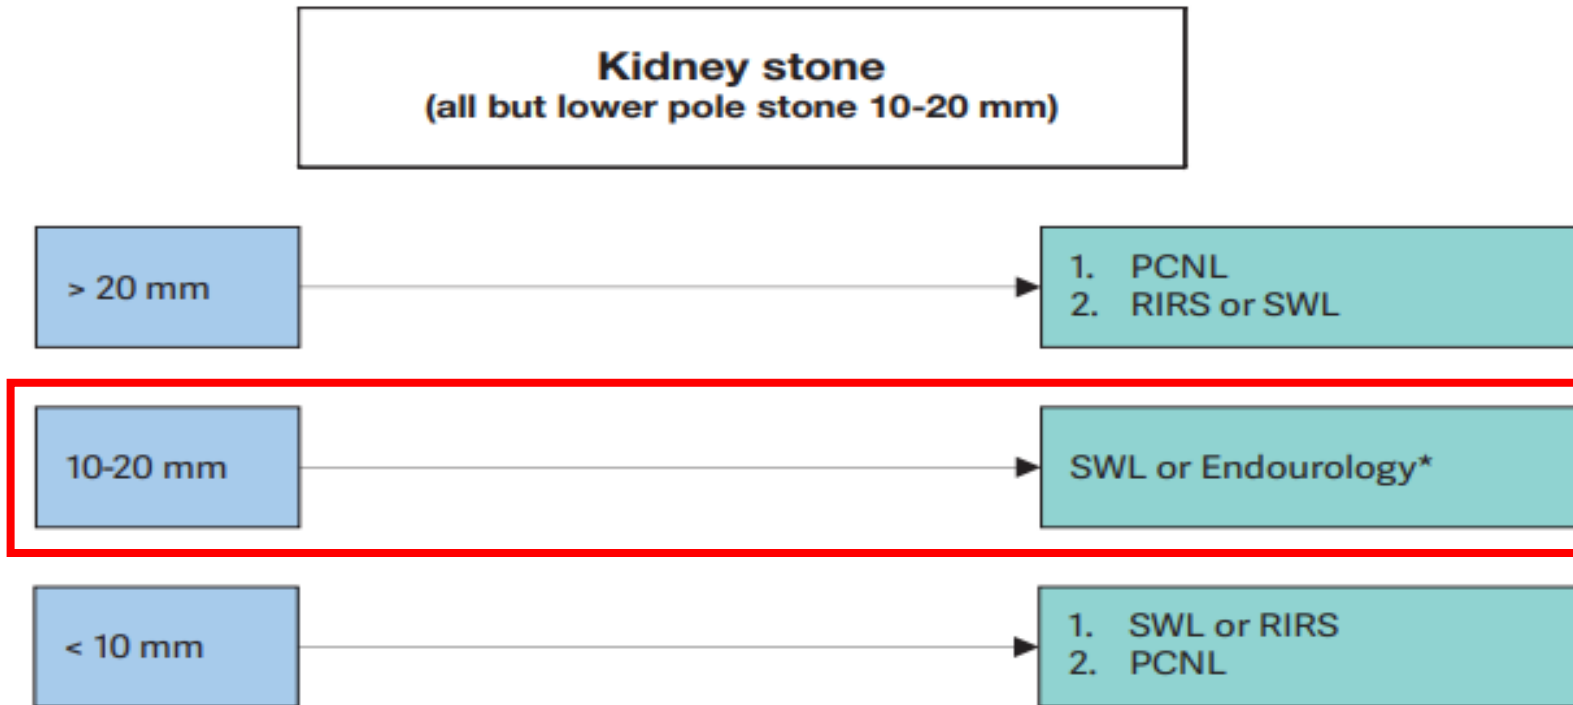 Kidney stone
(all but lower pole stone 10-20 mm)
> 20 mm
1. PCNL
2. RIRS or SWL
10-20 mm
SWL or Endourology*
< 10 mm
1. SWL or RIRS
2. PCNL